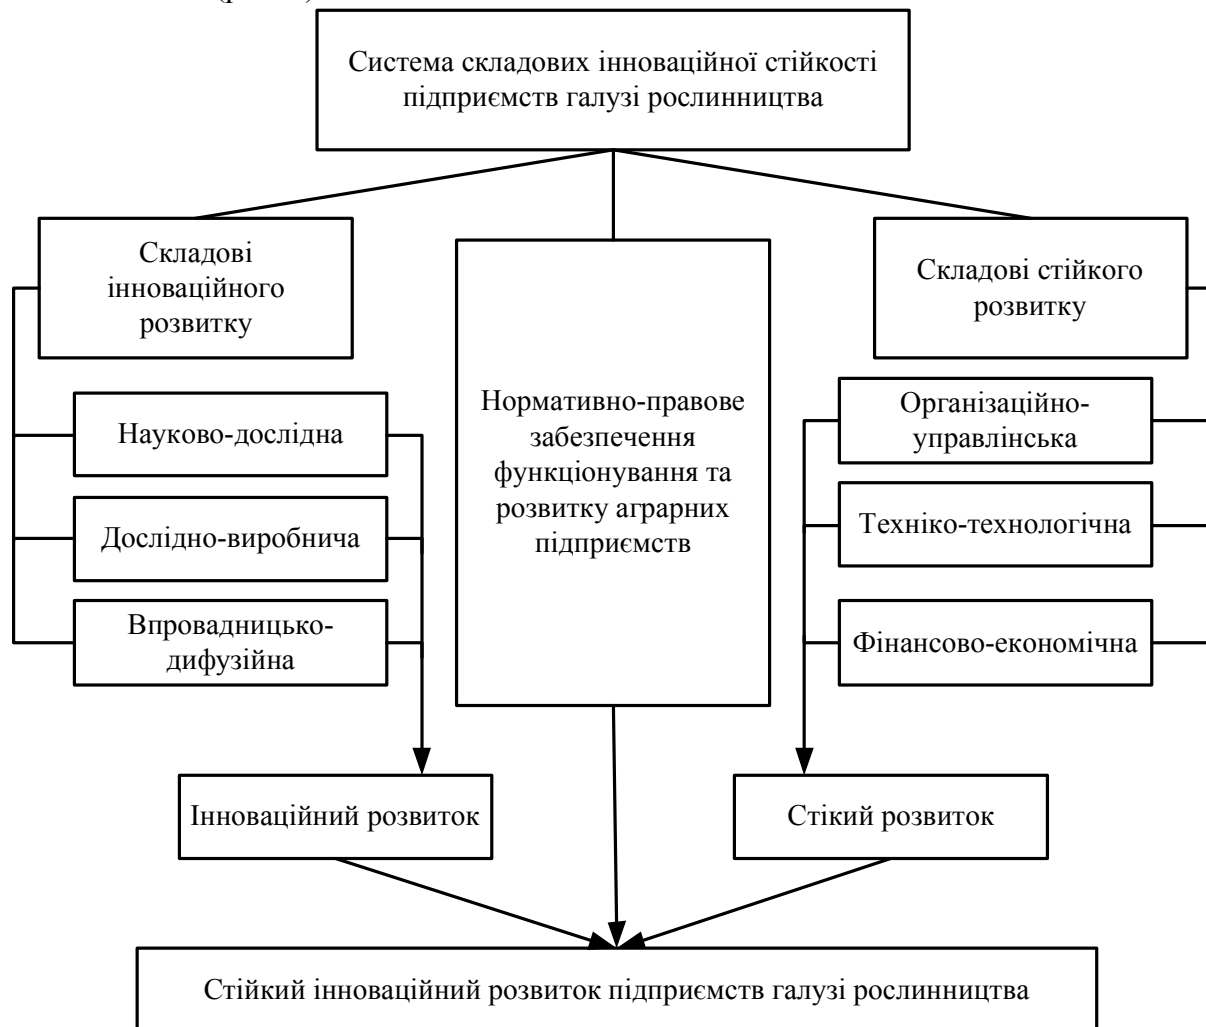 Система складових інноваційної стійкості
підприємств галузі рослинництва
Складові
інноваційного
розвитку
Науково-дослідна
Дослідно-виробнича
Впровадницько-
дифузійна
Нормативно-правове
забезпечення
функціонування та
розвитку аграрних
підприємств
Складові стійкого
розвитку
Організаційно-
управлінська
Техніко-технологічна
Фінансово-економічна
Інноваційний розвиток
Стікий розвиток
Стійкий інноваційний розвиток підприємств галузі рослинництва